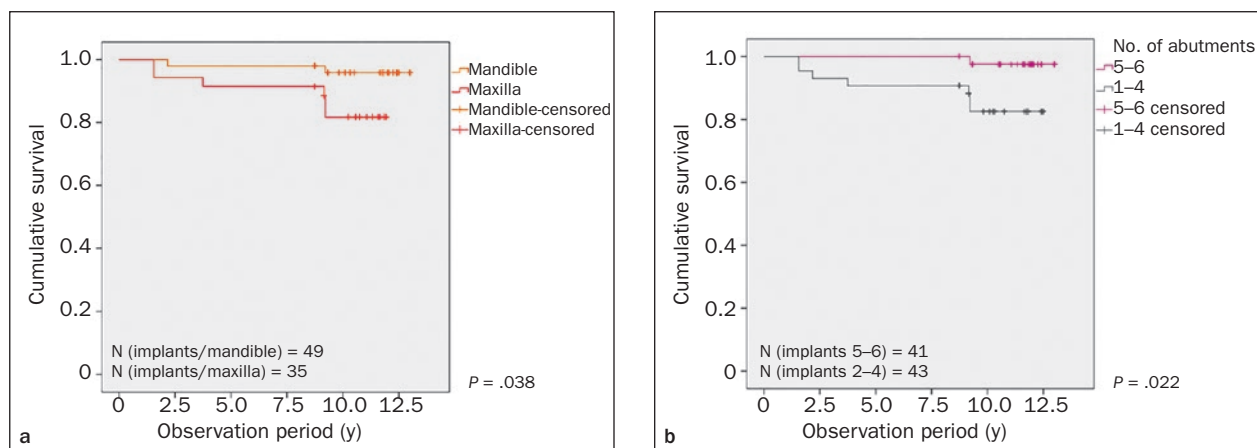 1.0
0.8
0.6
0.4
0.2
0
Cumulative survival
0 2.5 5.0 7.5 10.0 12.5
Observation period (y)
N (implants/mandible) = 49
N (implants/maxilla) = 35
Mandible
Maxilla
Mandible-censored
Maxilla-censored
P = .038
a
1.0
0.8
0.6
0.4
0.2
0
Cumulative survival
0 2.5 5.0 7.5 10.0 12.5
Observation period (y)
N (implants 5–6) = 41
N (implants 2–4) = 43
No. of abutments
5–6
1–4
5–6 censored
1–4 censored
P = .022
b